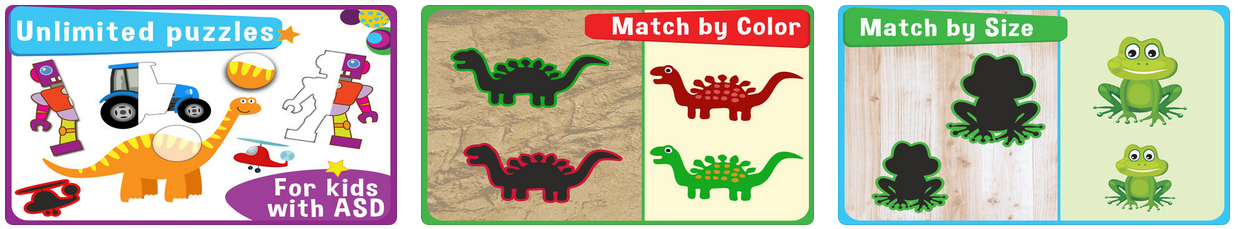 Unlimited puzzles
For kids
with ASD
Match by Color
Match by Size